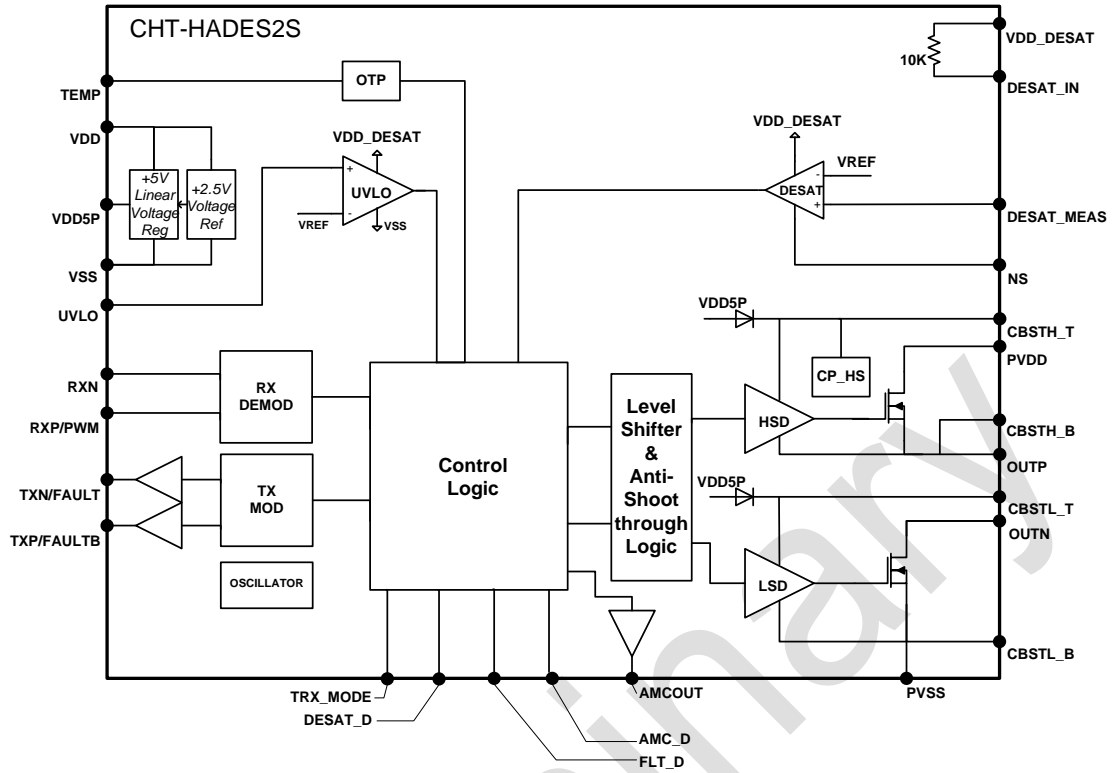 CHT-HADES2S
VDD_DESAT
10K
DESAT_IN
OTP
TEMP
VDD
VDD_DESAT
VDD_DESAT
+5V
Linear
Voltage
Reg
+2.5V
Voltage
Ref
+
UVLO
-
VREF
VSS
-
VREF
DESAT
+
VDD5P
DESAT_MEAS
VSS
NS
UVLO
VDD5P
CBSTH_T
PVDD
CP_HS
RXN
RX
DEMOD
RXP/PWM
Control
Logic
Level
Shifter
&
Anti-
Shoot
through
Logic
HSD
CBSTH_B
OUTP
TXN/FAULT
TX
MOD
TXP/FAULTB
VDD5P
CBSTL_T
OUTN
OSCILLATOR
LSD
CBSTL_B
TRX_MODE
DESAT_D
AMCOUT
PVSS
AMC_D
FLT_D
inary